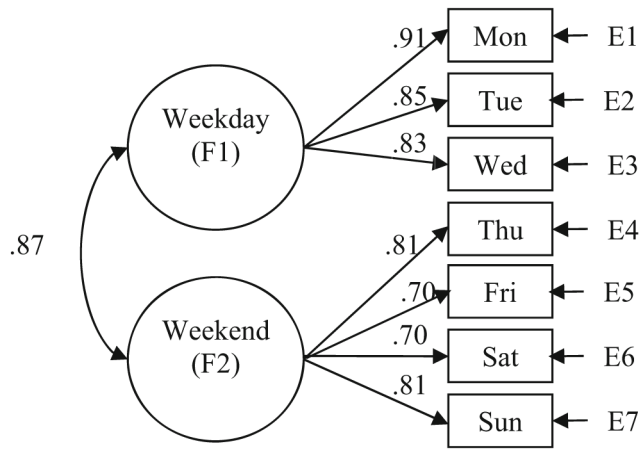 .91
Mon
E1
Weekday
(F1)
.85
Tue
E2
.83
Wed
E3
.87
.81
Thu
E4
.70
Fri
E5
Weekend
(F2)
.70
Sat
E6
.81
Sun
E7